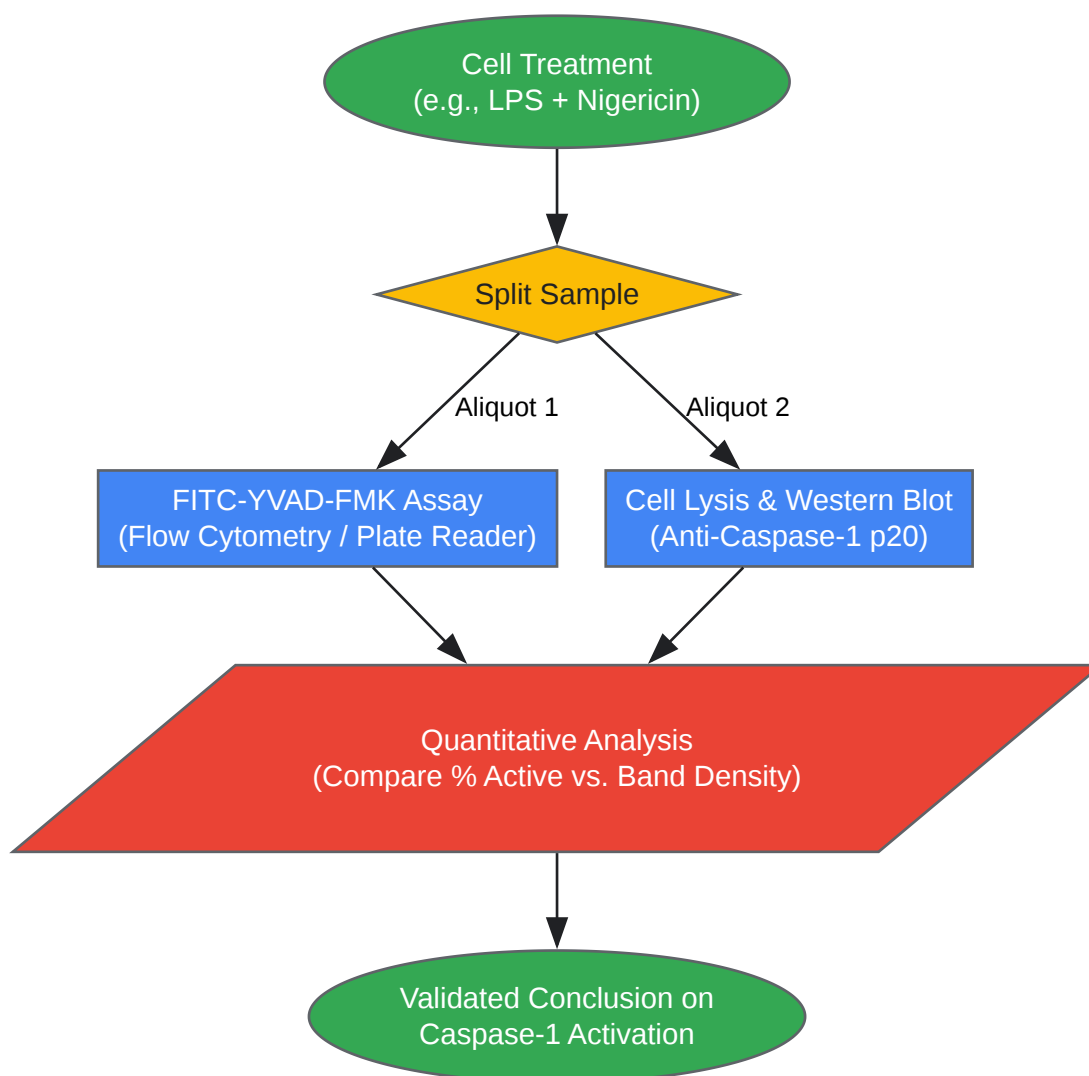 Cell Treatment
(e.g., LPS + Nigericin)
Split Sample
Aliquot 1
Aliquot 2
FITC-YVAD-FMK Assay
(Flow Cytometry / Plate Reader)
Cell Lysis & Western Blot
(Anti-Caspase-1 p20)
Quantitative Analysis
(Compare % Active vs. Band Density)
Validated Conclusion on
Caspase-1 Activation